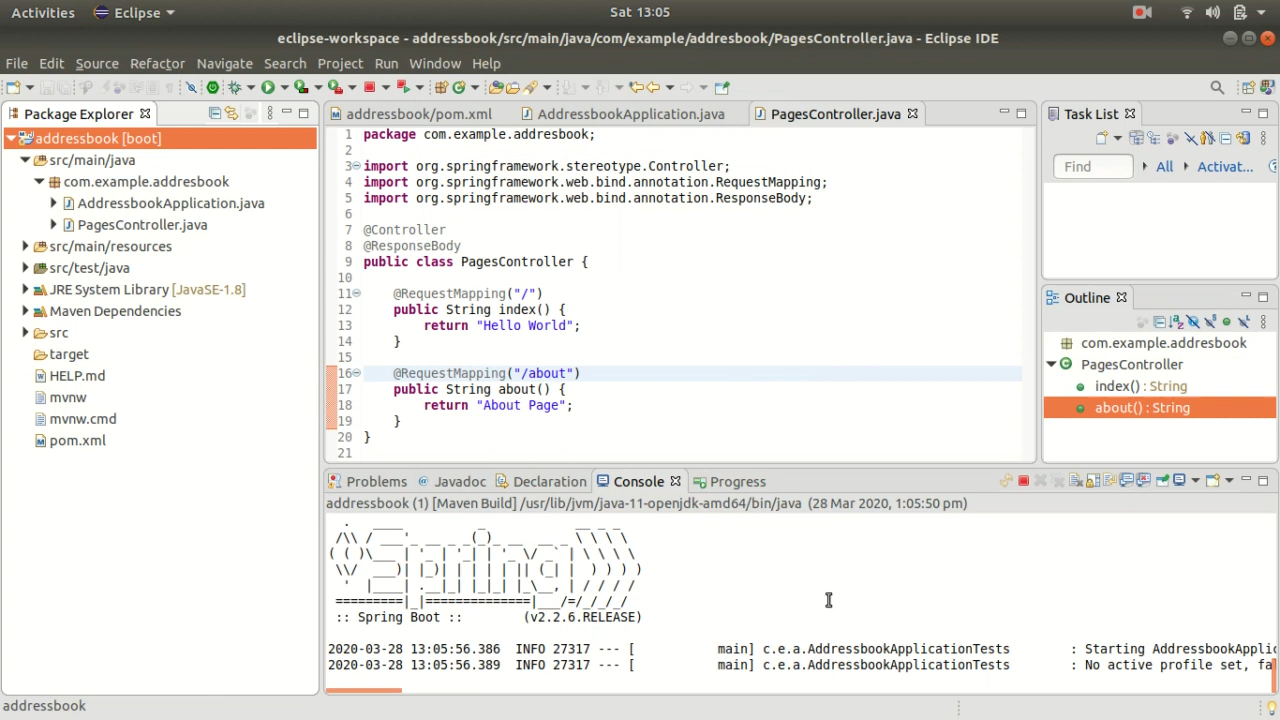 Activities
Eclipse
Sat 13:05
eclipse-workspace - addressbook/src/main/java/com/example/addresbook/PagesController.java - Eclipse IDE
File Edit Source Refactor Navigate Search Project Run Window Help
Package Explorer
addressbook [boot]
src/main/java
com.example.addresbook
AddressbookApplication.java
PagesController.java
src/main/resources
src/test/java
JRE System Library [JavaSE-1.8]
Maven Dependencies
src
target
HELP.md
mvnw
mvnw.cmd
pom.xml
addressbook/pom.xml
AddressbookApplication.java
PagesController.java
1 package com.example.addresbook;
2
3 import org.springframework.stereotype.Controller;
4 import org.springframework.web.bind.annotation.RequestMapping;
5 import org.springframework.web.bind.annotation.ResponseBody;
6
7 @Controller
8 @ResponseBody
9 public class PagesController {
10
11 @RequestMapping("/")
12 public String index() {
13 return "Hello World";
14 }
15
16 @RequestMapping("/about")
17 public String about() {
18 return "About Page";
19 }
20 }
21
Task List
Find
All
Activat...
Outline
com.example.addresbook
PagesController
index() : String
about() : String
Problems
@ Javadoc
Declaration
Console
Progress
addressbook (1) [Maven Build] /usr/lib/jvm/java-11-openjdk-amd64/bin/java (28 Mar 2020, 1:05:50 pm)
Spring
:: Spring Boot :: (v2.2.6.RELEASE)
2020-03-28 13:05:56.386 INFO 27317 --- [ main] c.e.a.AddressbookApplicationTests : Starting AddressbookApplic
2020-03-28 13:05:56.389 INFO 27317 --- [ main] c.e.a.AddressbookApplicationTests : No active profile set, fa
addressbook